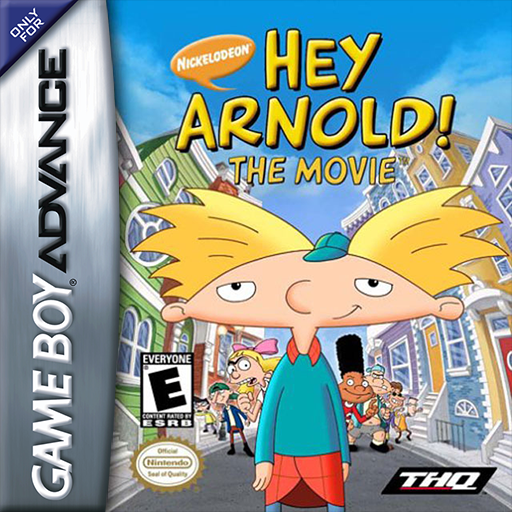 ONLY
FOR
GAME BOY ADVANCE
NICKELODEON
HEY
ARNOLD!
THE MOVIE™
EVERYONE
E
CONTENT RATED BY
ESRB
Official
Nintendo
Seal of Quality
THQ